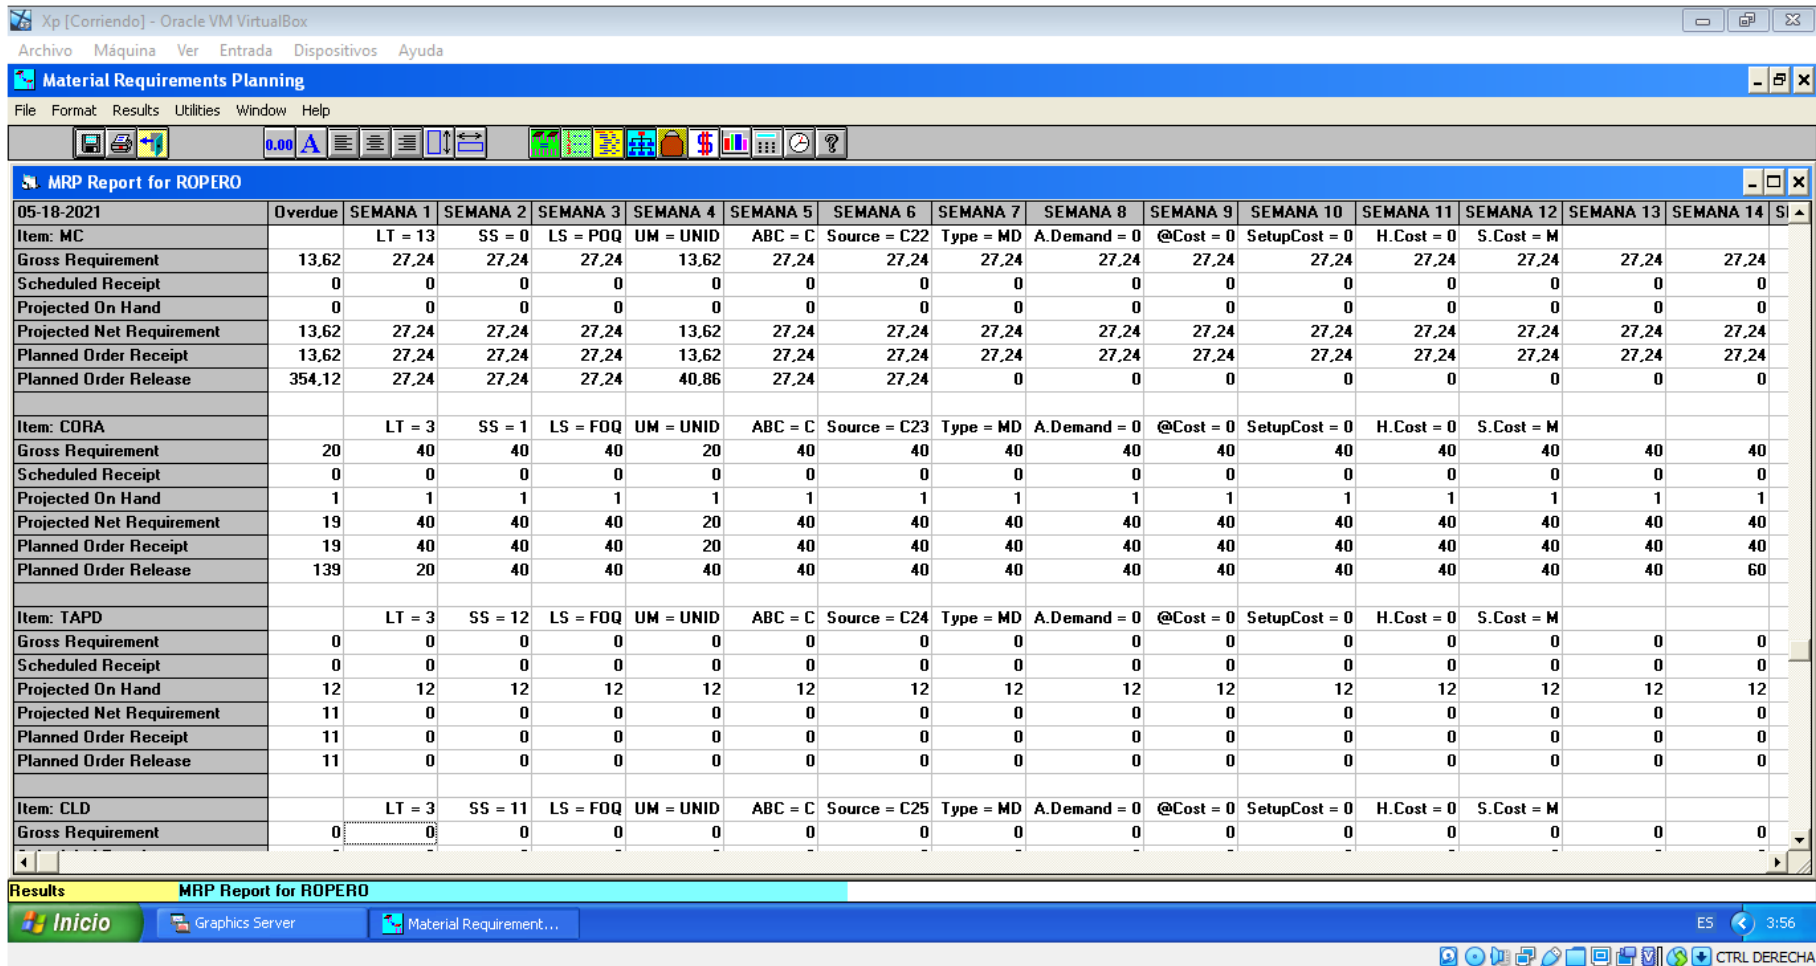 Xp [Corriendo] - Oracle VM VirtualBox
Archivo Máquina Ver Entrada Dispositivos Ayuda
Material Requirements Planning
File Format Results Utilities Window Help
0.00 A $ ?
MRP Report for ROPERO
05-18-2021 Overdue SEMANA 1 SEMANA 2 SEMANA 3 SEMANA 4 SEMANA 5 SEMANA 6 SEMANA 7 SEMANA 8 SEMANA 9 SEMANA 10 SEMANA 11 SEMANA 12 SEMANA 13 SEMANA 14
Item: MC LT = 13 SS = 0 LS = POQ UM = UNID ABC = C Source = C22 Type = MD A.Demand = 0 @Cost = 0 SetupCost = 0 H.Cost = 0 S.Cost = M
Gross Requirement 13,62 27,24 27,24 27,24 13,62 27,24 27,24 27,24 27,24 27,24 27,24 27,24 27,24 27,24 27,24
Scheduled Receipt 0 0 0 0 0 0 0 0 0 0 0 0 0 0 0
Projected On Hand 0 0 0 0 0 0 0 0 0 0 0 0 0 0 0
Projected Net Requirement 13,62 27,24 27,24 27,24 13,62 27,24 27,24 27,24 27,24 27,24 27,24 27,24 27,24 27,24 27,24
Planned Order Receipt 13,62 27,24 27,24 27,24 13,62 27,24 27,24 27,24 27,24 27,24 27,24 27,24 27,24 27,24 27,24
Planned Order Release 354,12 27,24 27,24 27,24 40,86 27,24 27,24 0 0 0 0 0 0 0 0
Item: CORA LT = 3 SS = 1 LS = FOQ UM = UNID ABC = C Source = C23 Type = MD A.Demand = 0 @Cost = 0 SetupCost = 0 H.Cost = 0 S.Cost = M
Gross Requirement 20 40 40 40 20 40 40 40 40 40 40 40 40 40 40
Scheduled Receipt 0 0 0 0 0 0 0 0 0 0 0 0 0 0 0
Projected On Hand 1 1 1 1 1 1 1 1 1 1 1 1 1 1 1
Projected Net Requirement 19 40 40 40 20 40 40 40 40 40 40 40 40 40 40
Planned Order Receipt 19 40 40 40 20 40 40 40 40 40 40 40 40 40 40
Planned Order Release 139 20 40 40 40 40 40 40 40 40 40 40 40 40 60
Item: TAPD LT = 3 SS = 12 LS = FOQ UM = UNID ABC = C Source = C24 Type = MD A.Demand = 0 @Cost = 0 SetupCost = 0 H.Cost = 0 S.Cost = M
Gross Requirement 0 0 0 0 0 0 0 0 0 0 0 0 0 0 0
Scheduled Receipt 0 0 0 0 0 0 0 0 0 0 0 0 0 0 0
Projected On Hand 12 12 12 12 12 12 12 12 12 12 12 12 12 12 12
Projected Net Requirement 11 0 0 0 0 0 0 0 0 0 0 0 0 0 0
Planned Order Receipt 11 0 0 0 0 0 0 0 0 0 0 0 0 0 0
Planned Order Release 11 0 0 0 0 0 0 0 0 0 0 0 0 0 0
Item: CLD LT = 3 SS = 11 LS = FOQ UM = UNID ABC = C Source = C25 Type = MD A.Demand = 0 @Cost = 0 SetupCost = 0 H.Cost = 0 S.Cost = M
Gross Requirement 0 0 0 0 0 0 0 0 0 0 0 0 0 0 0
Results MRP Report for ROPERO
Inicio Graphics Server Material Requirement... ES 3:56
CTRL DERECHA